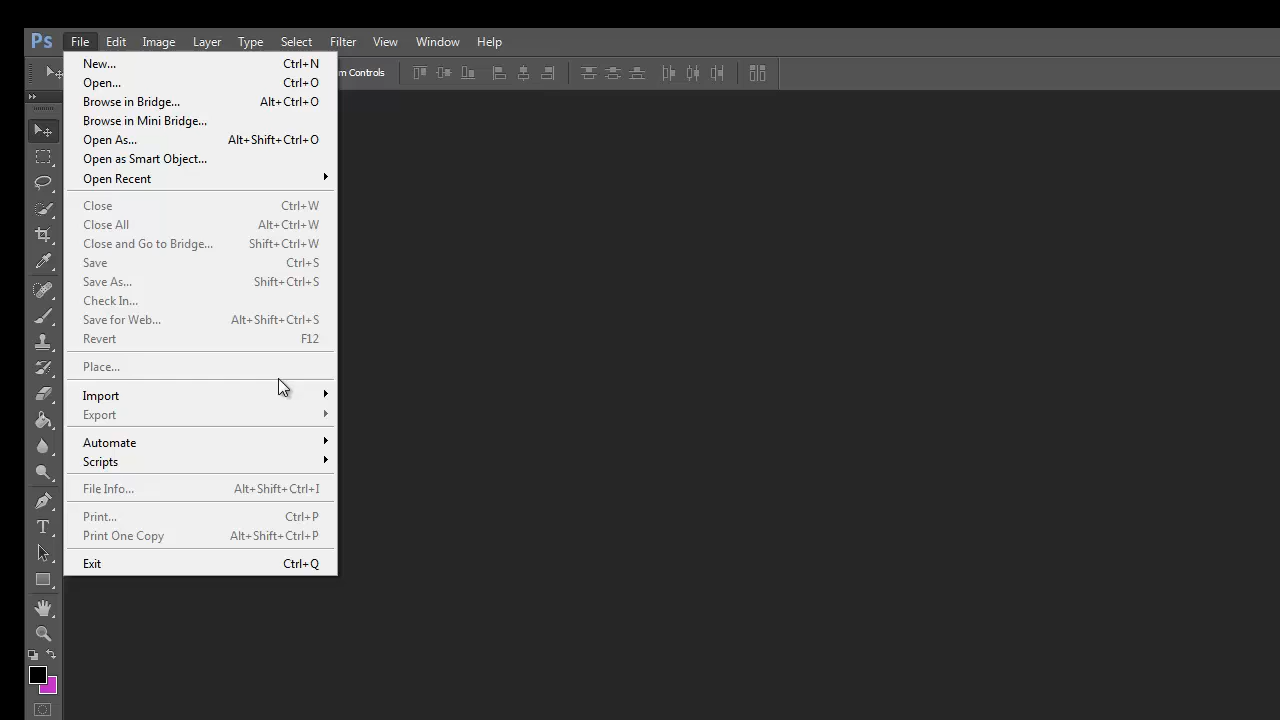 Ps File Edit Image Layer Type Select Filter View Window Help
m Controls
New... Ctrl+N
Open... Ctrl+O
Browse in Bridge... Alt+Ctrl+O
Browse in Mini Bridge...
Open As... Alt+Shift+Ctrl+O
Open as Smart Object...
Open Recent
Close Ctrl+W
Close All Alt+Ctrl+W
Close and Go to Bridge... Shift+Ctrl+W
Save Ctrl+S
Save As... Shift+Ctrl+S
Check In...
Save for Web... Alt+Shift+Ctrl+S
Revert F12
Place...
Import
Export
Automate
Scripts
File Info... Alt+Shift+Ctrl+I
Print... Ctrl+P
Print One Copy Alt+Shift+Ctrl+P
Exit Ctrl+Q